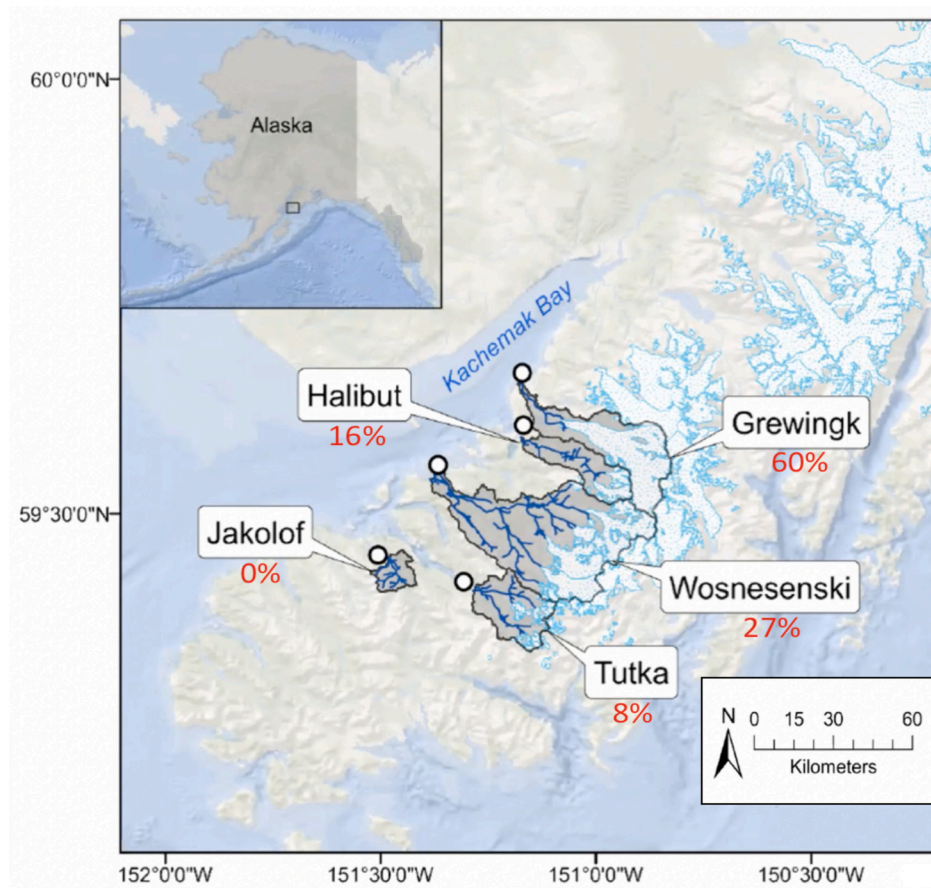 60°0'0"N
Alaska
Kachemak Bay
Halibut
16%
Grewingk
60%
59°30'0"N
Jakolof
0%
Wosnesenski
27%
Tutka
8%
N
0 15 30 60
Kilometers
152°0'0"W 151°30'0"W 151°0'0"W 150°30'0"W